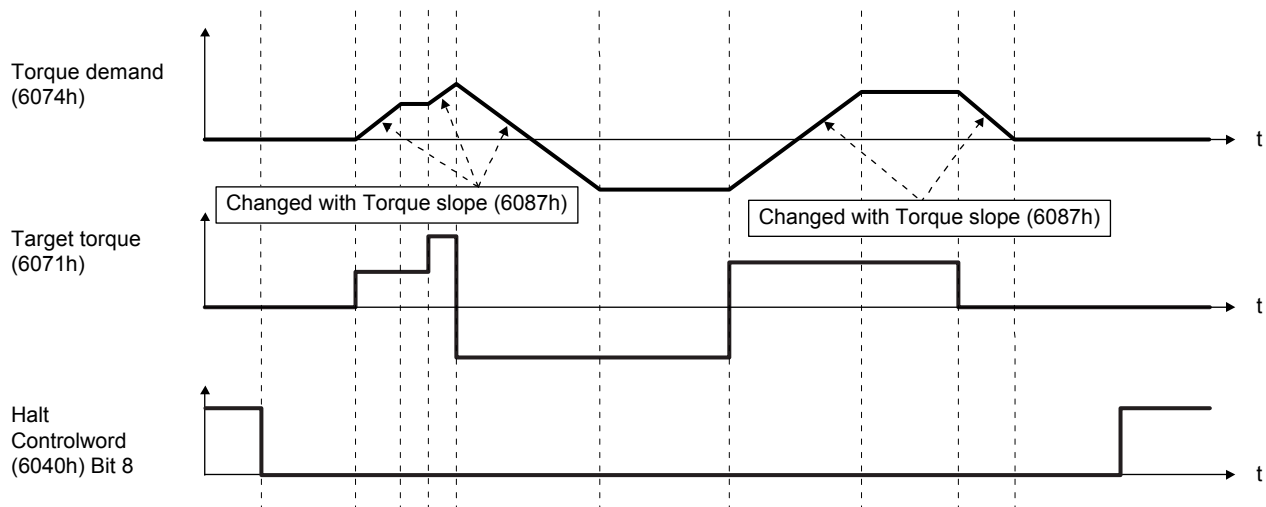 Torque demand
(6074h)
t
Changed with Torque slope (6087h)
Changed with Torque slope (6087h)
Target torque
(6071h)
t
Halt
Controlword
(6040h) Bit 8
t